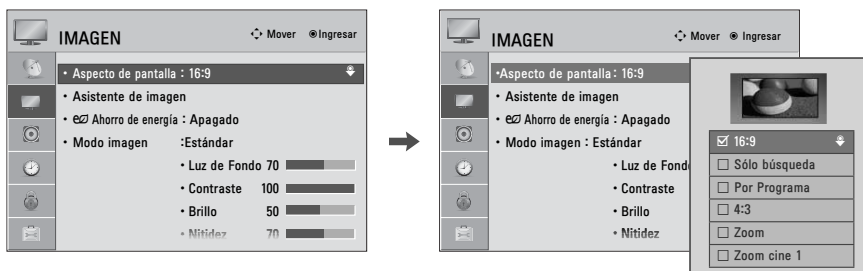 IMAGEN Mover Ingresar
• Aspecto de pantalla : 16:9
• Asistente de imagen
• Ahorro de energía : Apagado
• Modo imagen :Estándar
• Luz de Fondo 70
• Contraste 100
• Brillo 50
• Nitidez 70
IMAGEN Mover Ingresar
•Aspecto de pantalla: 16:9
• Asistente de imagen
• Ahorro de energía : Apagado
• Modo imagen : Estándar
• Luz de Fond
• Contraste
• Brillo
• Nitidez
16:9
Sólo búsqueda
Por Programa
4:3
Zoom
Zoom cine 1